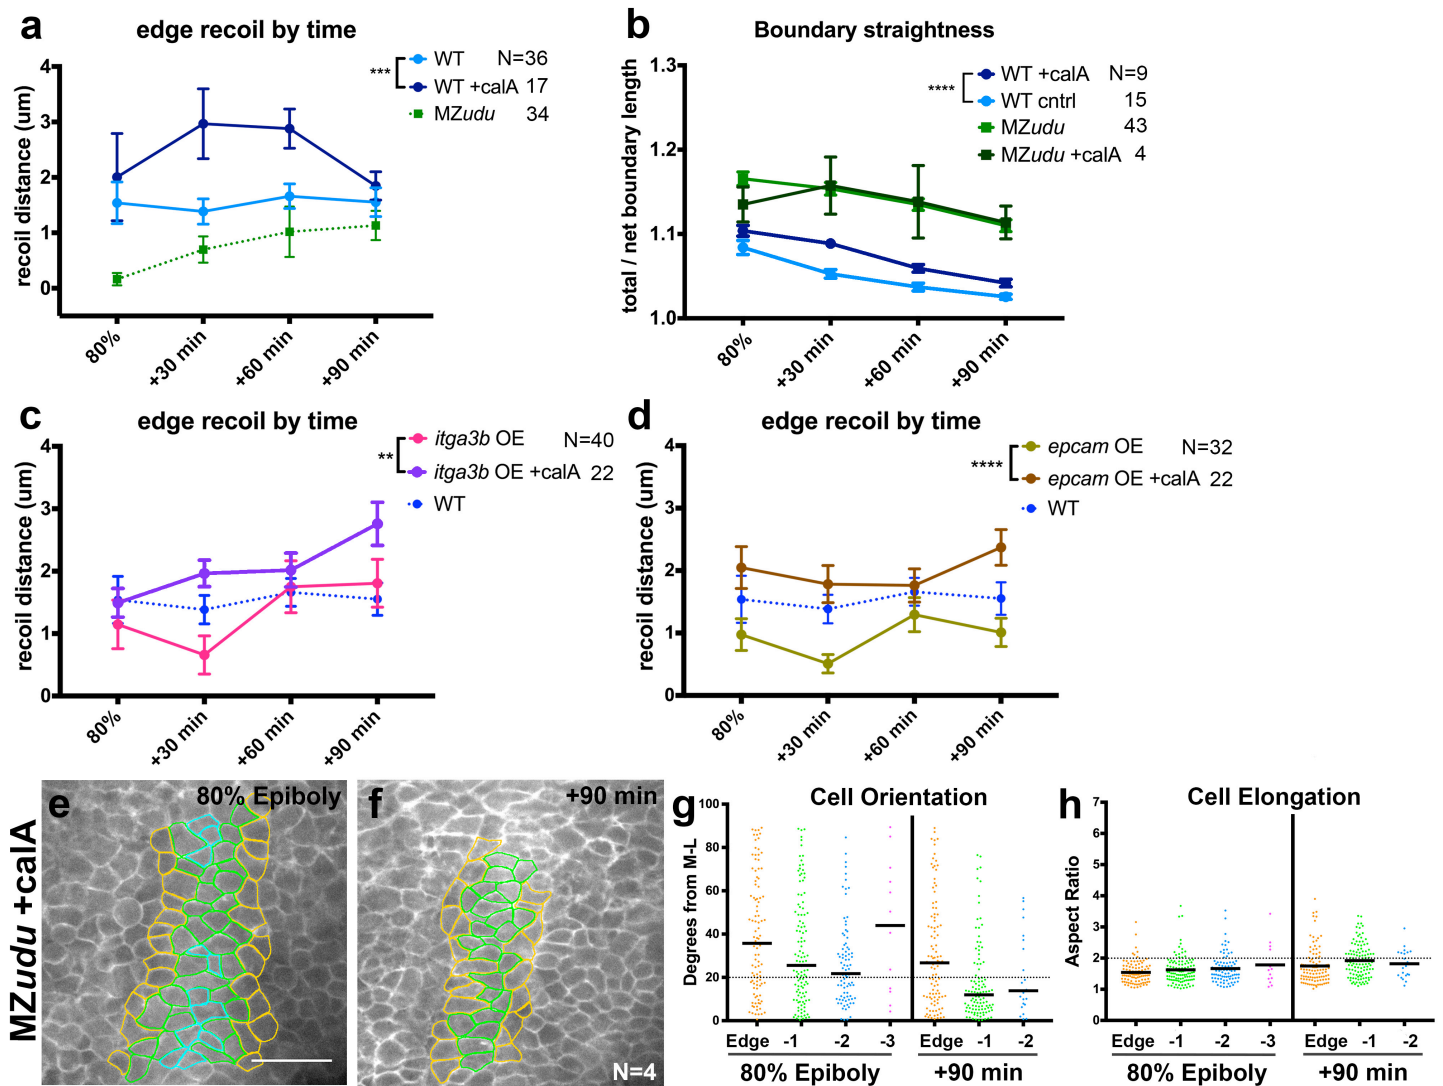 a
edge recoil by time
recoil distance (um)
4
3
2
1
0
80%
+30 min
+60 min
+90 min
***
WT N=36
WT +calA 17
MZudu 34
b
Boundary straightness
total / net boundary length
1.3
1.2
1.1
1.0
80%
+30 min
+60 min
+90 min
****
WT +calA N=9
WT cntrl 15
MZudu 43
MZudu +calA 4
c
edge recoil by time
recoil distance (um)
4
3
2
1
0
80%
+30 min
+60 min
+90 min
**
itga3b OE N=40
itga3b OE +calA 22
WT
d
edge recoil by time
recoil distance (um)
4
3
2
1
0
80%
+30 min
+60 min
+90 min
****
epcam OE N=32
epcam OE +calA 22
WT
MZudu +calA
e
80% Epiboly
f
+90 min
N=4
g
Cell Orientation
Degrees from M-L
100
80
60
40
20
0
Edge -1 -2 -3 Edge -1 -2
80% Epiboly +90 min
h
Cell Elongation
Aspect Ratio
7
6
5
4
3
2
1
0
Edge -1 -2 -3 Edge -1 -2
80% Epiboly +90 min